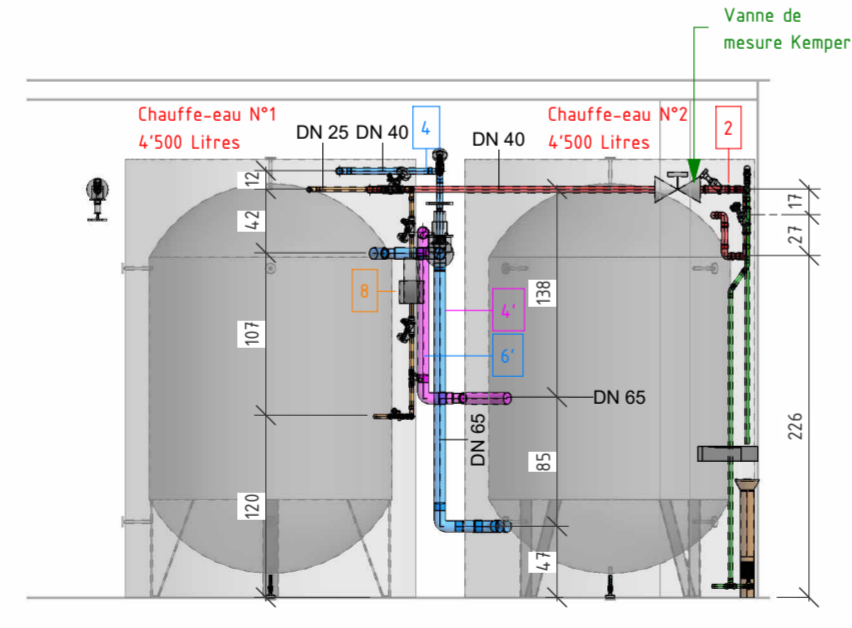 Vanne de
mesure Kemper
Chauffe-eau N°1
4'500 Litres
DN 25 DN 40
4
DN 40
Chauffe-eau N°2
4'500 Litres
2
12
42
17
27
8
138
4'
107
6'
DN 65
DN 65
226
85
120
47